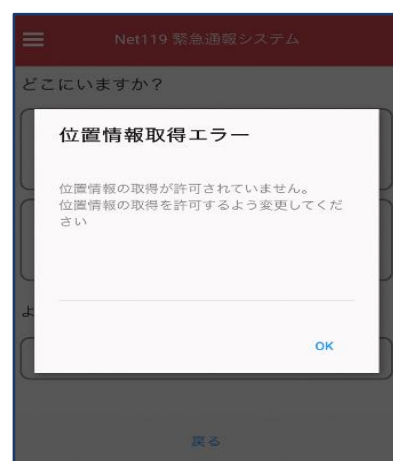 Net119 緊急通報システム
どこにいますか?
位置情報取得エラー
位置情報の取得が許可されていません。
位置情報の取得を許可するよう変更してくだ
さい
よ
OK
戻る